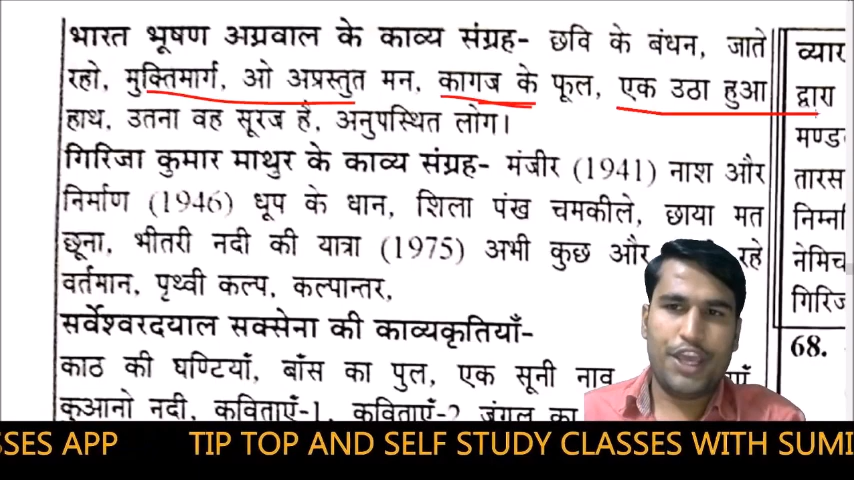 भारत भूषण अग्रवाल के काव्य संग्रह- छवि के बंधन, जाते
रहो, मुक्तिमार्ग, ओ अप्रस्तुत मन, कागज के फूल, एक उठा हुआ
हाथ, उतना वह सूरज है, अनुपस्थित लोग।
गिरिजा कुमार माथुर के काव्य संग्रह- मंजीर (1941) नाश और
निर्माण (1946) धूप के धान, शिला पंख चमकीले, छाया मत
छूना, भीतरी नदी की यात्रा (1975) अभी कुछ और रहे
वर्तमान, पृथ्वी कल्प, कल्पान्तर,
सर्वेश्वरदयाल सक्सेना की काव्यकृतियाँ-
काठ की घण्टियाँ, बाँस का पुल, एक सूनी नाव
कुआनो नदी, कविताएँ-1, कविताएँ-2 जंगल का
व्यार
द्वारा
मण्ड
तारस
निम्नि
नेमिच
गिरिज
68.
SSES APP TIP TOP AND SELF STUDY CLASSES WITH SUMI